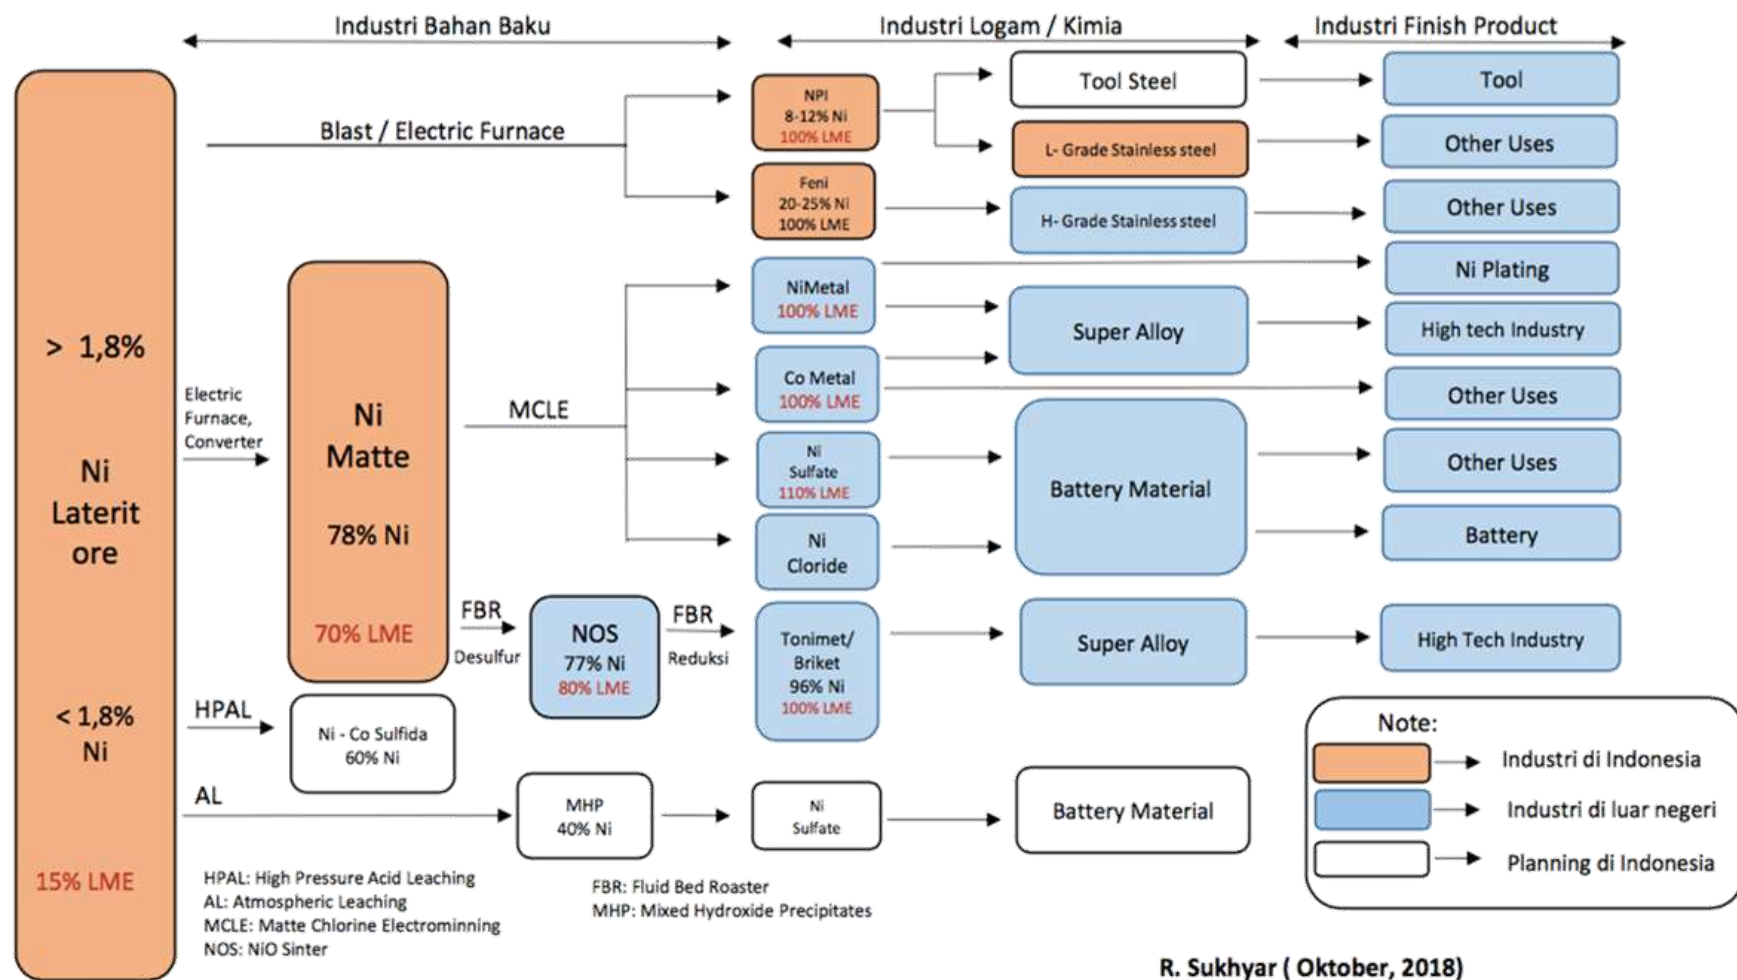 Industri Bahan Baku
Industri Logam / Kimia
Industri Finish Product
> 1,8%
Ni
Laterit
ore
< 1,8%
Ni
15% LME
Blast / Electric Furnace
Electric
Furnace,
Converter
Ni
Matte
78% Ni
70% LME
MCLE
FBR
Desulfur
NOS
77% Ni
80% LME
FBR
Reduksi
HPAL
Ni - Co Sulfida
60% Ni
AL
MHP
40% Ni
NPI
8-12% Ni
100% LME
Feni
20-25% Ni
100% LME
NiMetal
100% LME
Co Metal
100% LME
Ni
Sulfate
110% LME
Ni
Cloride
Tonimet/
Briket
96% Ni
100% LME
Ni
Sulfate
Tool Steel
L- Grade Stainless steel
H- Grade Stainless steel
Super Alloy
Battery Material
Super Alloy
Battery Material
Tool
Other Uses
Other Uses
Ni Plating
High tech Industry
Other Uses
Other Uses
Battery
High Tech Industry
Note:
Industri di Indonesia
Industri di luar negeri
Planning di Indonesia
HPAL: High Pressure Acid Leaching
AL: Atmospheric Leaching
MCLE: Matte Chlorine Electrominning
NOS: NiO Sinter
FBR: Fluid Bed Roaster
MHP: Mixed Hydroxide Precipitates
R. Sukhyar ( Oktober, 2018)